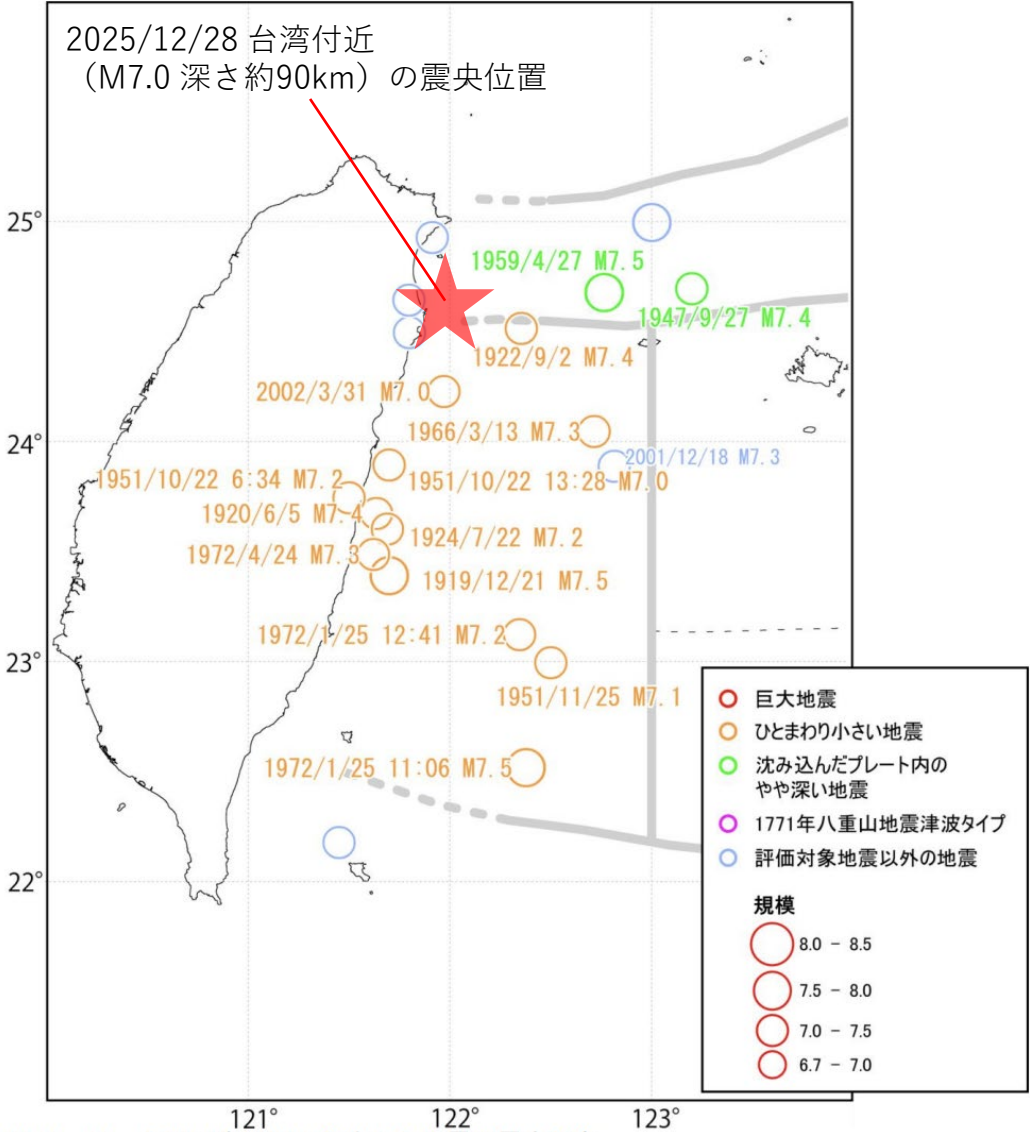 2025/12/28 台湾付近
（M7.0 深さ約90km）の震央位置
25°
1959/4/27 M7.5
1947/9/27 M7.4
1922/9/2 M7.4
2002/3/31 M7.0
24°
1966/3/13 M7.3
2001/12/18 M7.3
1951/10/22 6:34 M7.2
1951/10/22 13:28 M7.0
1920/6/5 M7.4
1924/7/22 M7.2
1972/4/24 M7.3
1919/12/21 M7.5
1972/1/25 12:41 M7.2
23°
1951/11/25 M7.1
1972/1/25 11:06 M7.5
22°
巨大地震
ひとまわり小さい地震
沈み込んだプレート内の
やや深い地震
1771年八重山地震津波タイプ
評価対象地震以外の地震
規模
8.0 - 8.5
7.5 - 8.0
7.0 - 7.5
6.7 - 7.0
121°
122°
123°